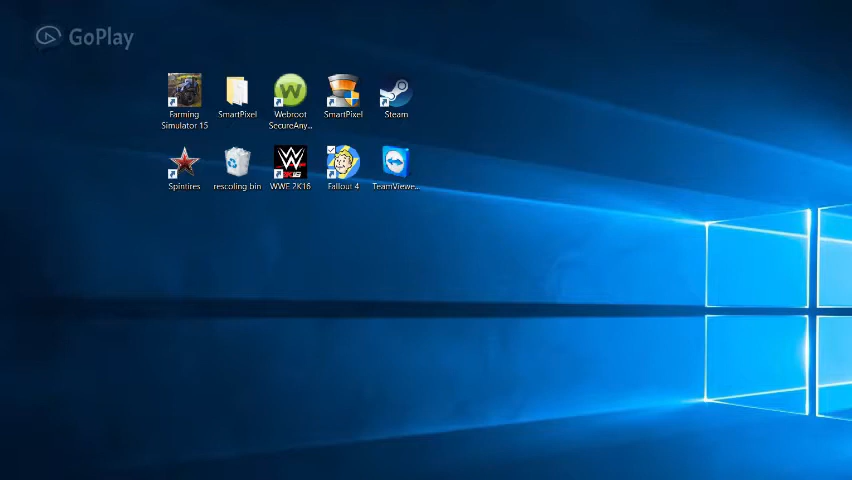 GoPlay
Farming
Simulator 15
SmartPixel
Webroot
SecureAny...
SmartPixel
Steam
Spintires
rescoling bin
WWE 2K16
Fallout 4
TeamViewe...